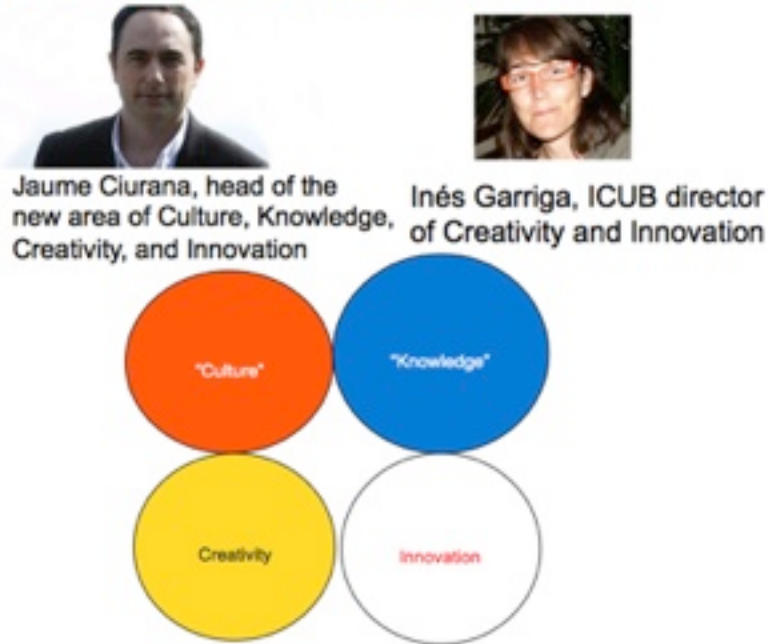 Jaume Ciurana, head of the
new area of Culture, Knowledge,
Creativity, and Innovation
Inés Garriga, ICUB director
of Creativity and Innovation
"Culture"
"Knowledge"
Creativity
Innovation